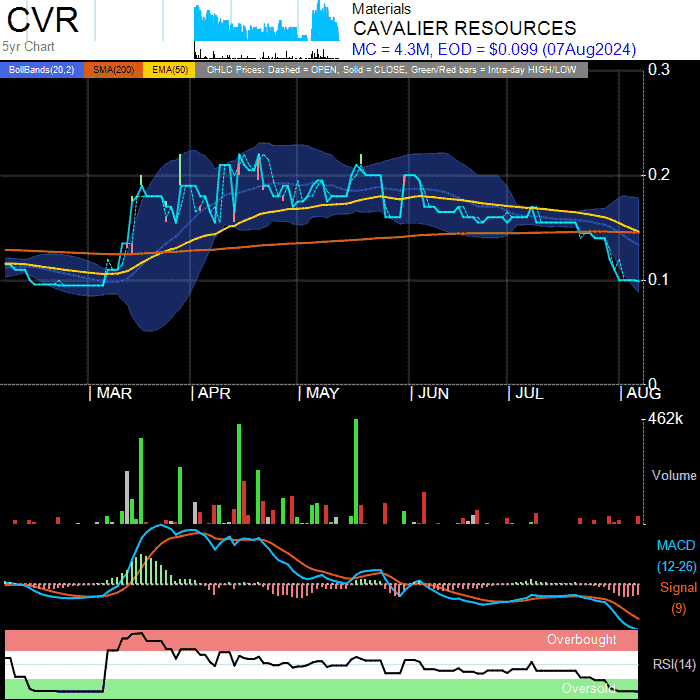 CVR
5yr Chart
Materials
CAVALIER RESOURCES
MC = 4.3M, EOD = $0.099 (07Aug2024)
BollBands(20,2) SMA(200) EMA(50) OHLC Prices: Dashed = OPEN, Solid = CLOSE, Green/Red bars = Intra-day HIGH/LOW
0.3
0.2
0.1
0
MAR APR MAY JUN JUL AUG
462k
Volume
MACD
(12-26)
Signal
(9)
Overbought
RSI(14)
Oversold